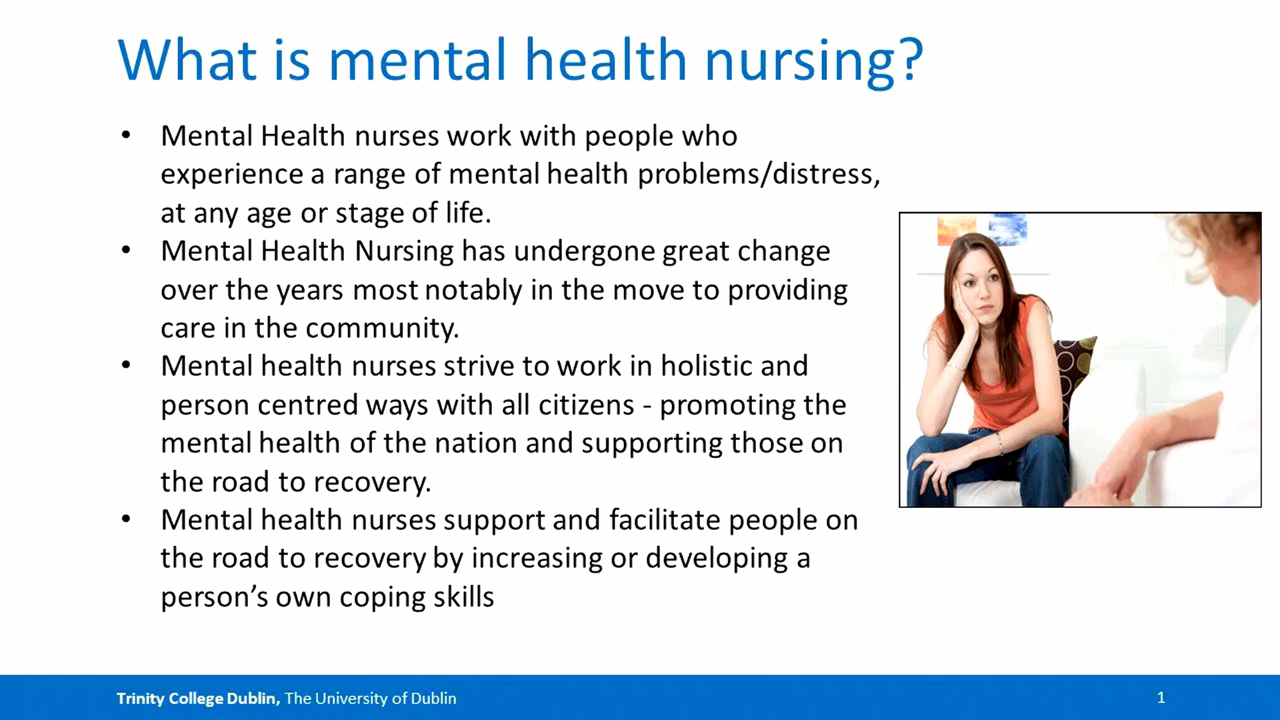 What is mental health nursing?
• Mental Health nurses work with people who
experience a range of mental health problems/distress,
at any age or stage of life.
• Mental Health Nursing has undergone great change
over the years most notably in the move to providing
care in the community.
• Mental health nurses strive to work in holistic and
person centred ways with all citizens - promoting the
mental health of the nation and supporting those on
the road to recovery.
• Mental health nurses support and facilitate people on
the road to recovery by increasing or developing a
person’s own coping skills
Trinity College Dublin, The University of Dublin
1